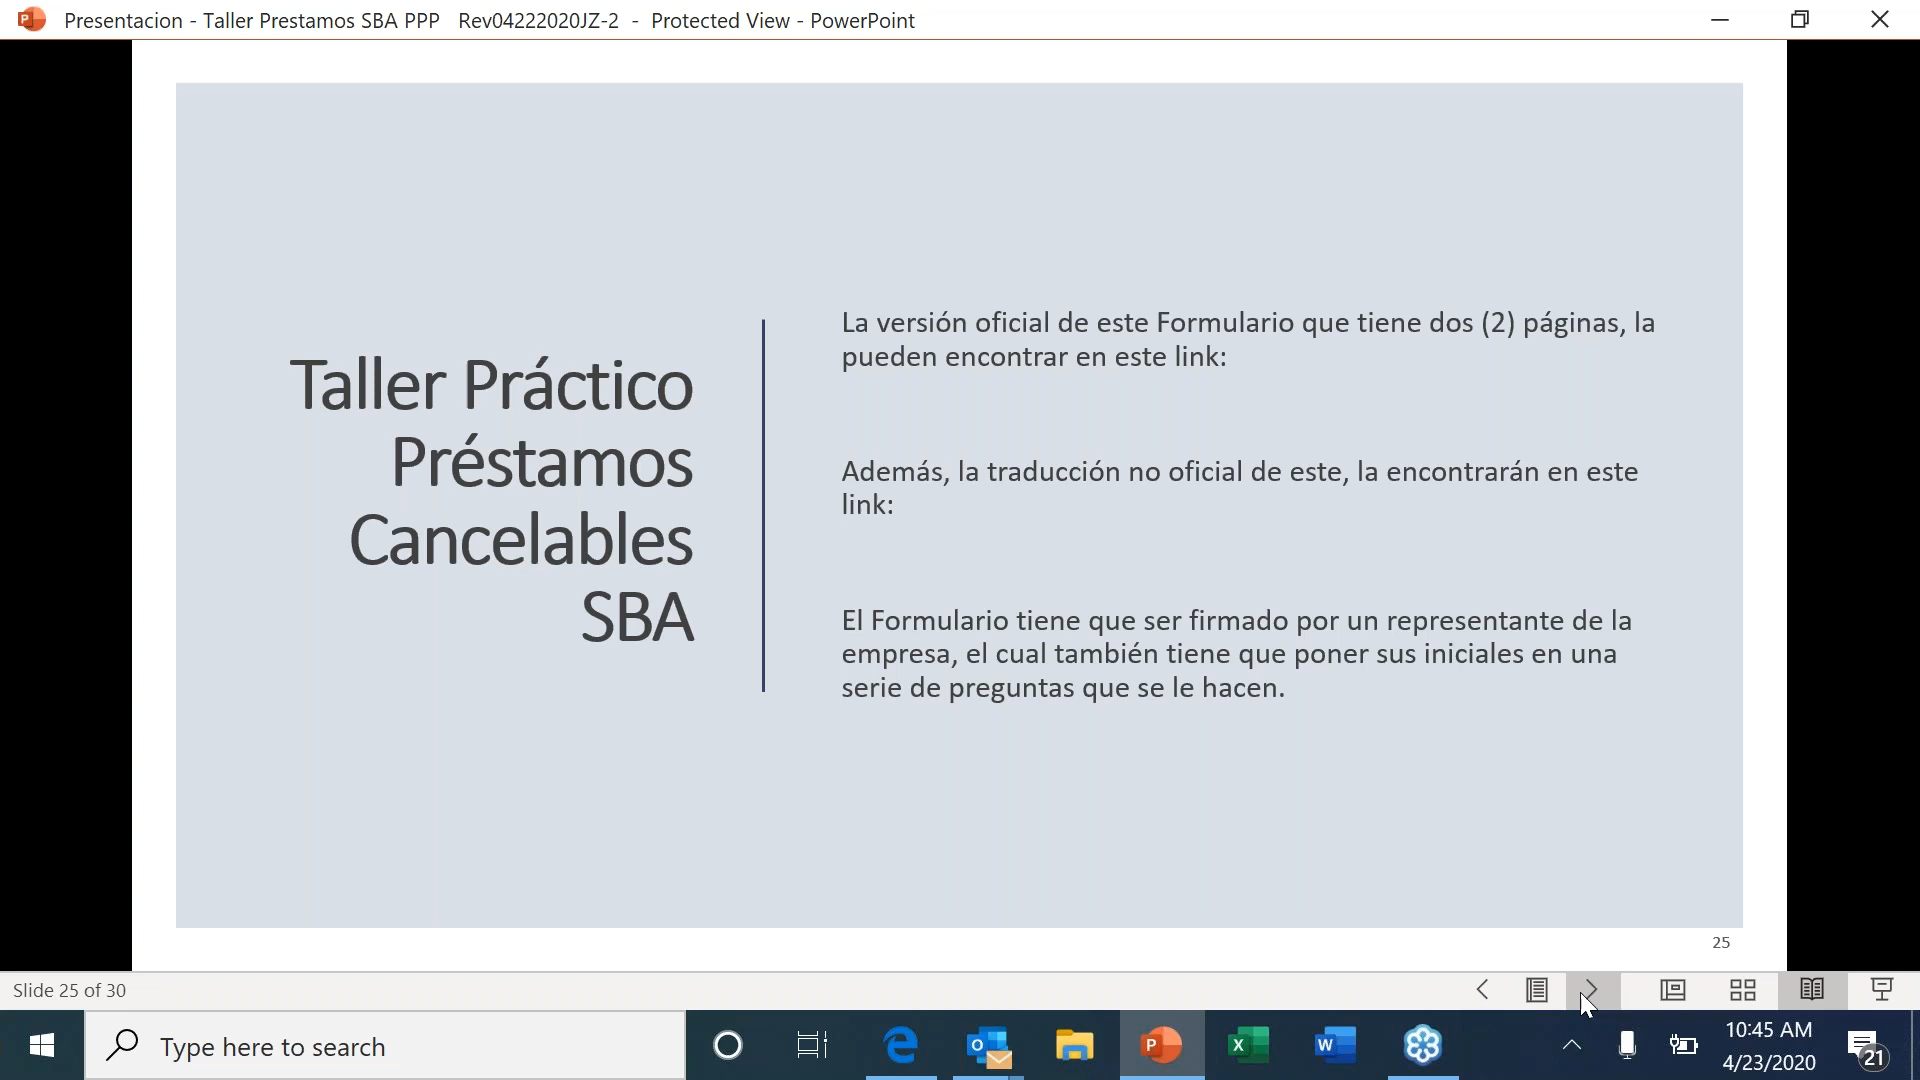 Presentacion - Taller Prestamos SBA PPP   Rev04222020JZ-2  -  Protected View - PowerPoint
Taller Práctico
Préstamos
Cancelables
SBA
La versión oficial de este Formulario que tiene dos (2) páginas, la
pueden encontrar en este link:
Además, la traducción no oficial de este, la encontrarán en este
link:
El Formulario tiene que ser firmado por un representante de la
empresa, el cual también tiene que poner sus iniciales en una
serie de preguntas que se le hacen.
25
Slide 25 of 30
Type here to search
10:45 AM
4/23/2020
21